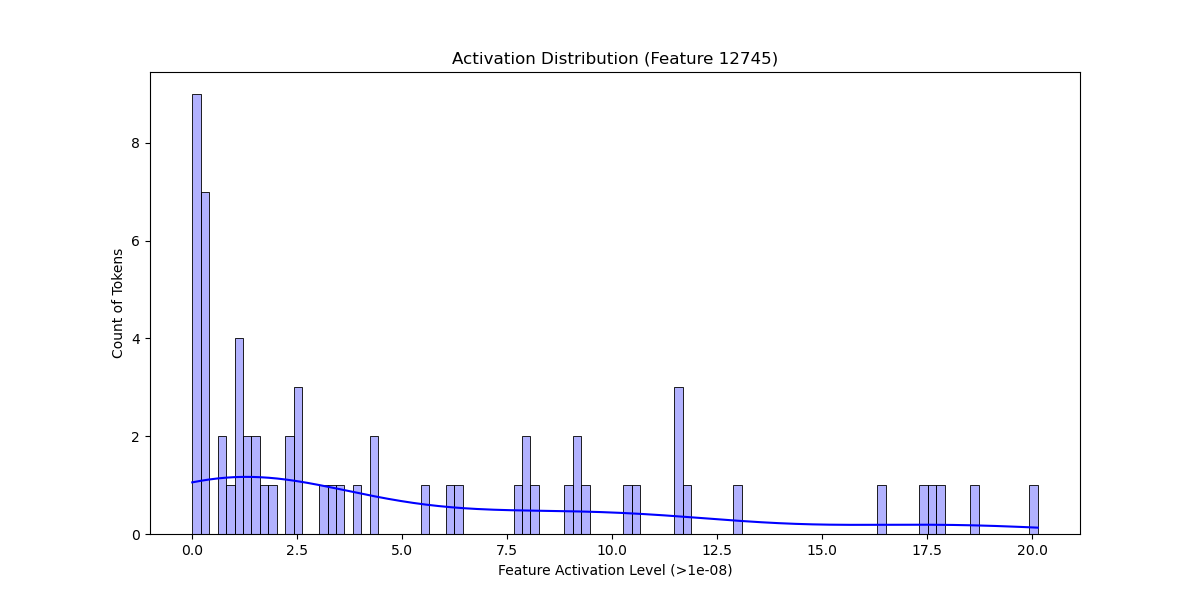 Activation Distribution (Feature 12745)
Count of Tokens
8
6
4
2
0
0.0 2.5 5.0 7.5 10.0 12.5 15.0 17.5 20.0
Feature Activation Level (>1e-08)